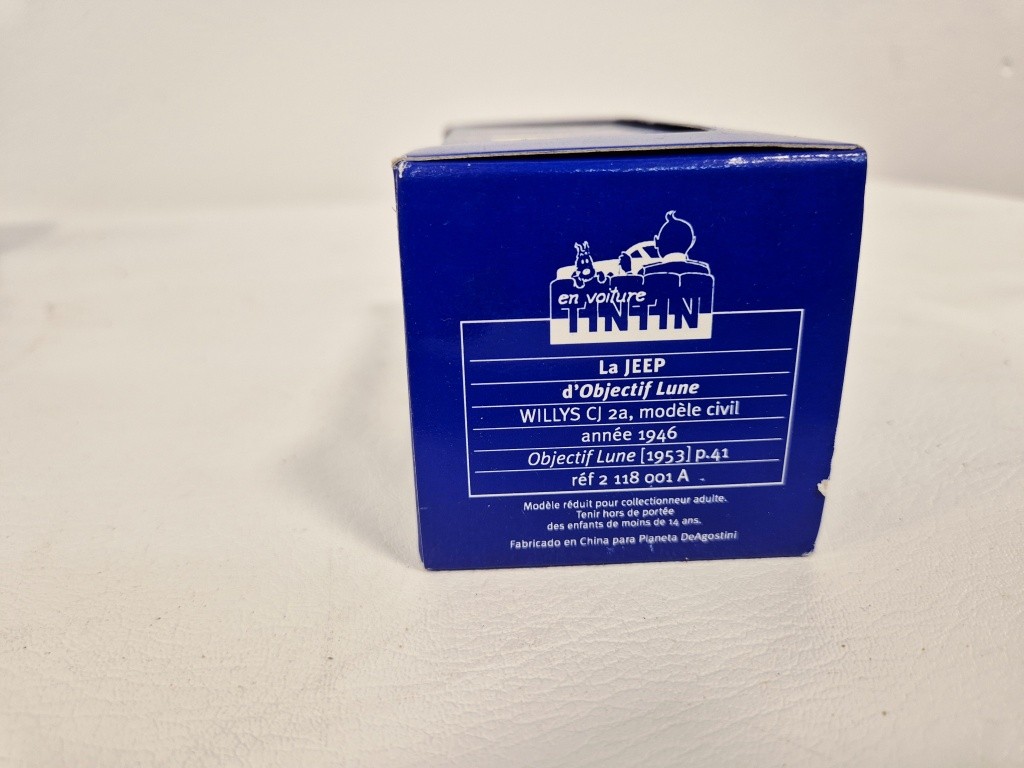 en voiture
TINTIN
La JEEP
d'Objectif Lune
WILLYS CJ 2a, modèle civil
année 1946
Objectif Lune [1953] p.41
réf 2 118 001 A
Modèle réduit pour collectionneur adulte.
Tenir hors de portée
des enfants de moins de 14 ans.
Fabricado en China para Planeta DeAgostini